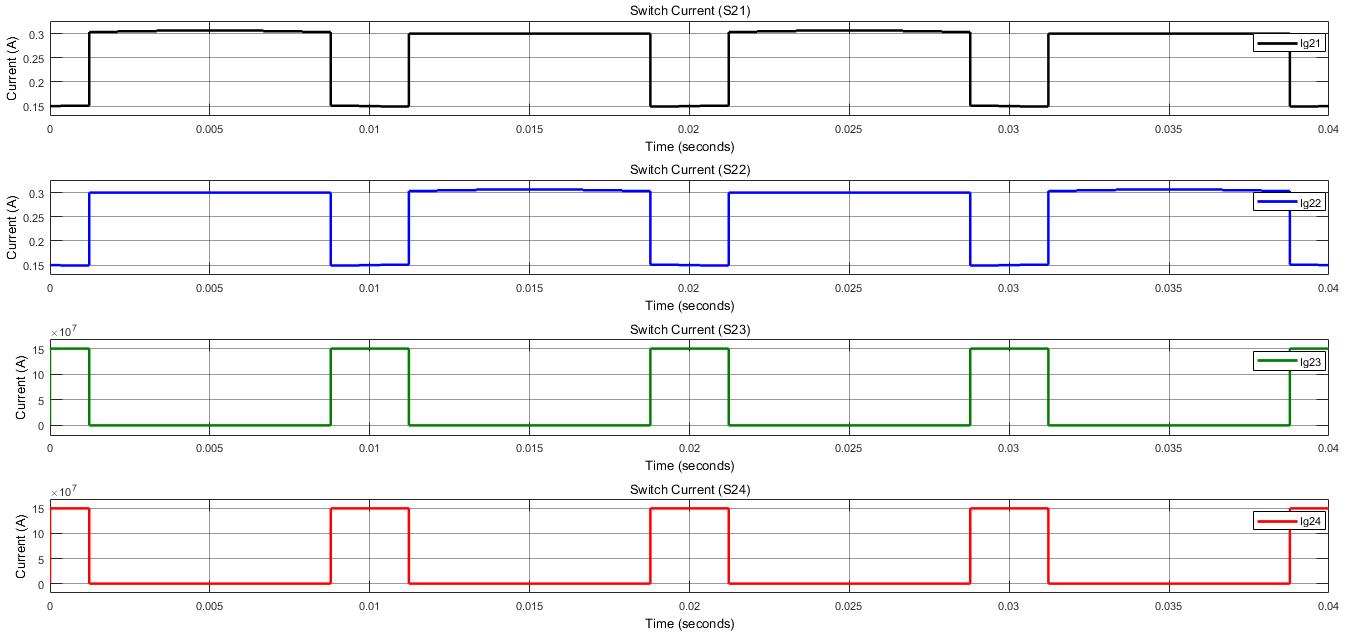 Switch Current (S21)
Current (A)
0.3
0.25
0.2
0.15
Ig21
0 0.005 0.01 0.015 0.02 0.025 0.03 0.035 0.04
Time (seconds)
Switch Current (S22)
Current (A)
0.3
0.25
0.2
0.15
Ig22
0 0.005 0.01 0.015 0.02 0.025 0.03 0.035 0.04
Time (seconds)
×10^7
Switch Current (S23)
Current (A)
15
10
5
0
Ig23
0 0.005 0.01 0.015 0.02 0.025 0.03 0.035 0.04
Time (seconds)
×10^7
Switch Current (S24)
Current (A)
15
10
5
0
Ig24
0 0.005 0.01 0.015 0.02 0.025 0.03 0.035 0.04
Time (seconds)